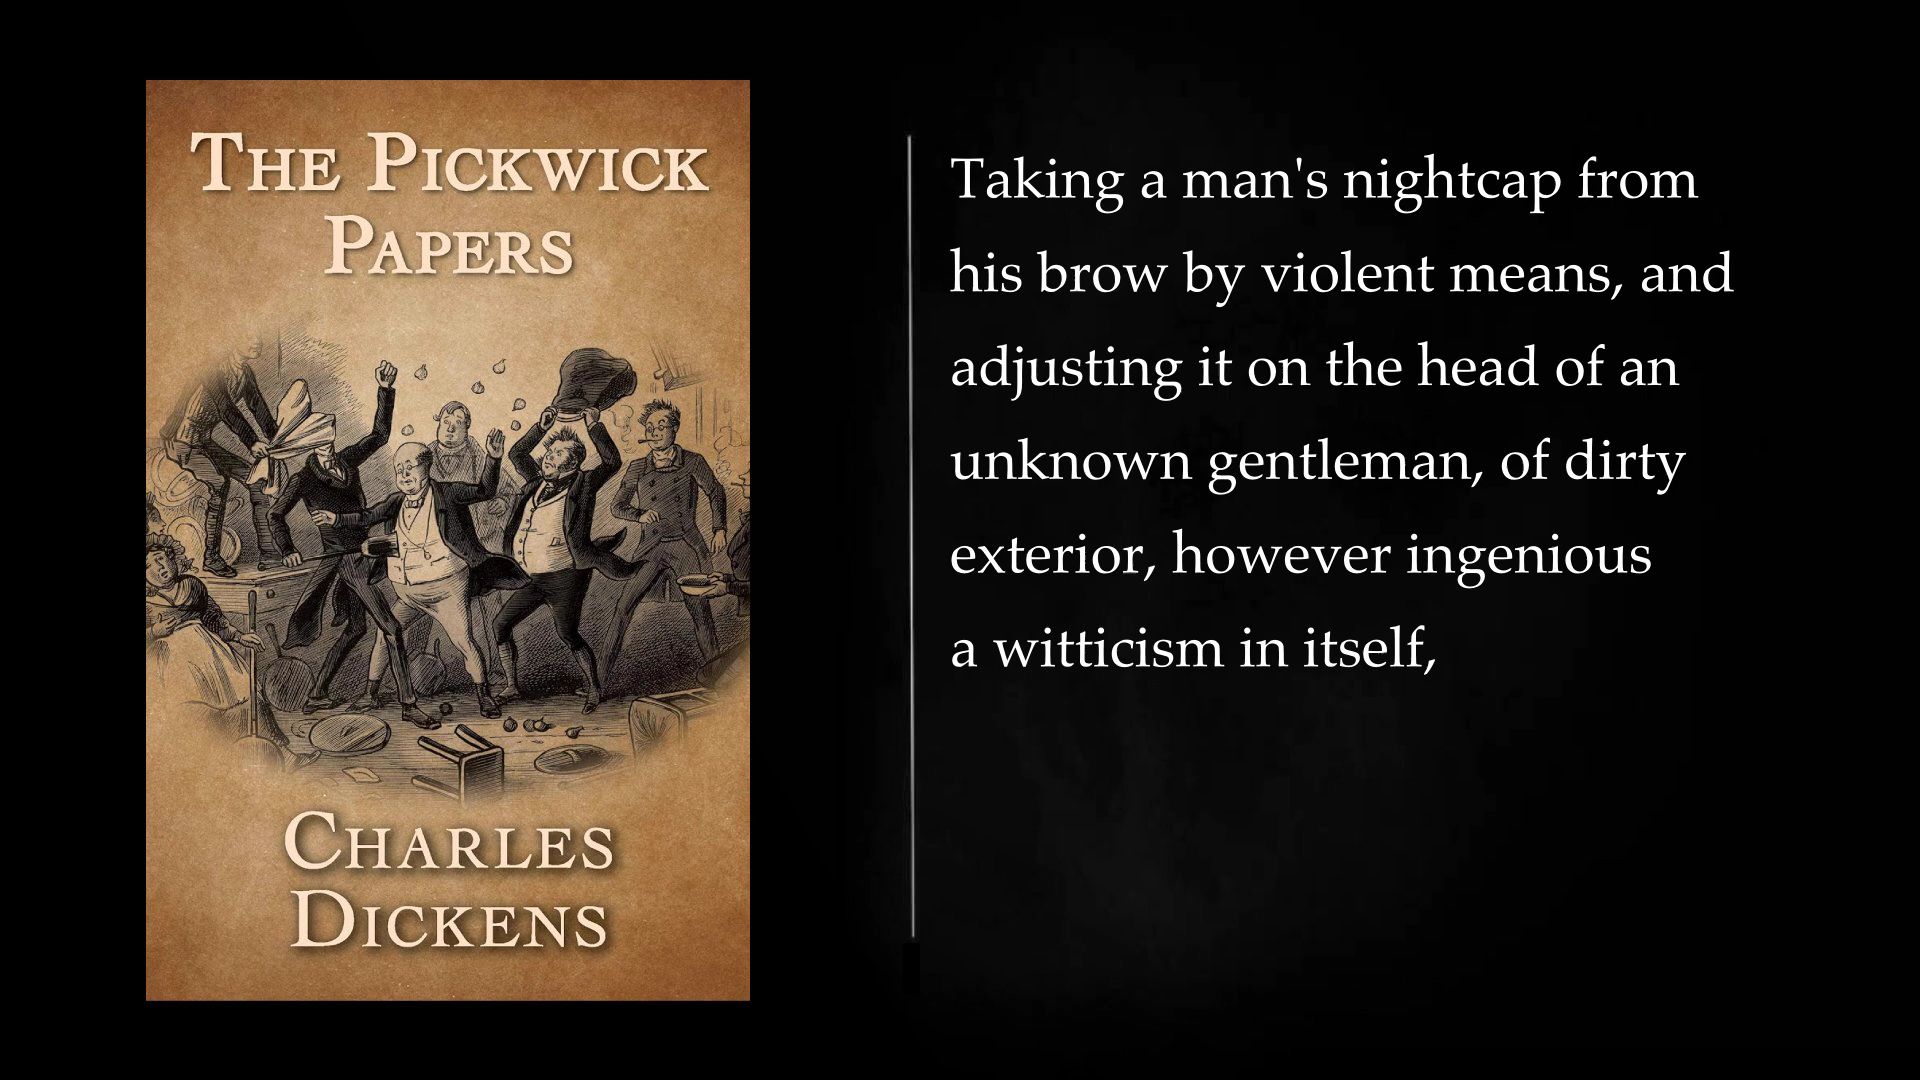 The Pickwick
Papers
Charles
Dickens
Taking a man's nightcap from
his brow by violent means, and
adjusting it on the head of an
unknown gentleman, of dirty
exterior, however ingenious
a witticism in itself,